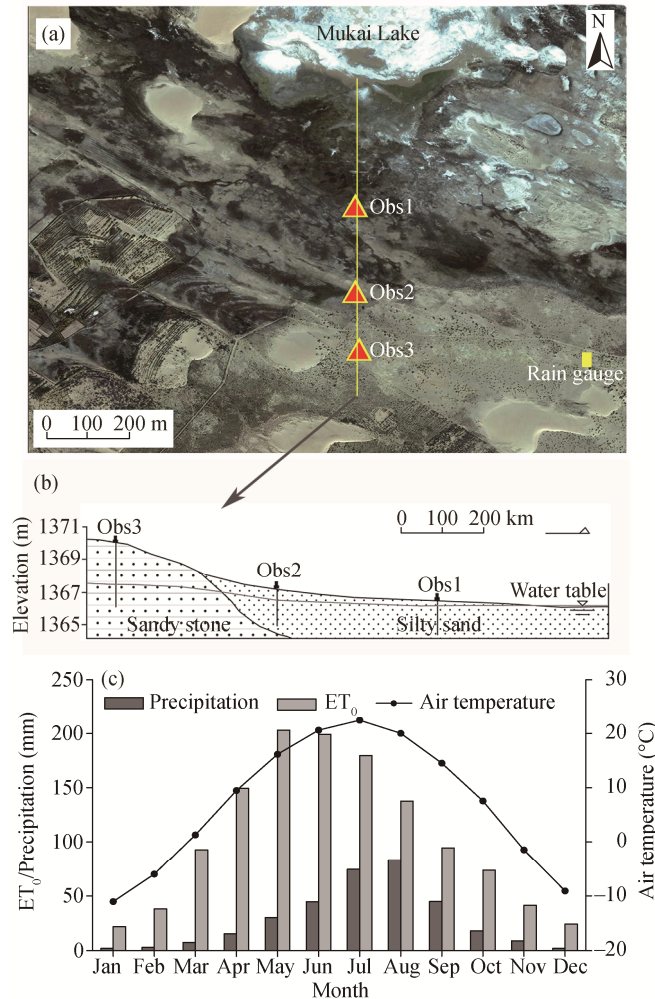 (a)
Mukai Lake
N
Obs1
Obs2
Obs3
Rain gauge
0 100 200 m
(b)
1371
1369
1367
1365
Elevation (m)
Obs3
Obs2
Obs1
0 100 200 km
Water table
Sandy stone
Silty sand
(c)
Precipitation ET₀ Air temperature
250
200
150
100
50
0
ET₀/Precipitation (mm)
30
20
10
0
−10
−20
Air temperature (°C)
Jan Feb Mar Apr May Jun Jul Aug Sep Oct Nov Dec
Month